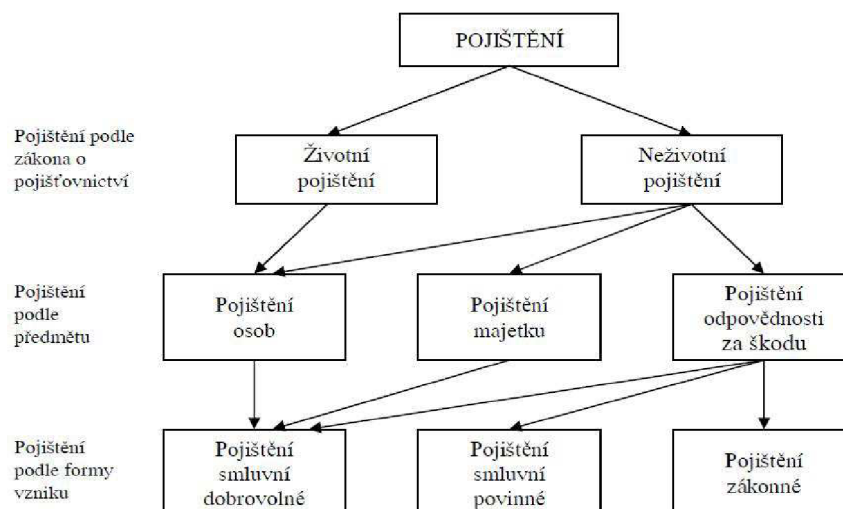 POJIŠTĚNÍ
Pojištění podle
zákona o
pojišťovnictví
Životní
pojištění
Neživotní
pojištění
Pojištění
podle
předmětu
Pojištění
osob
Pojištění
majetku
Pojištění
odpovědnosti
za škodu
Pojištění
podle formy
vzniku
Pojištění
smluvní
dobrovolné
Pojištění
smluvní
povinné
Pojištění
zákonné